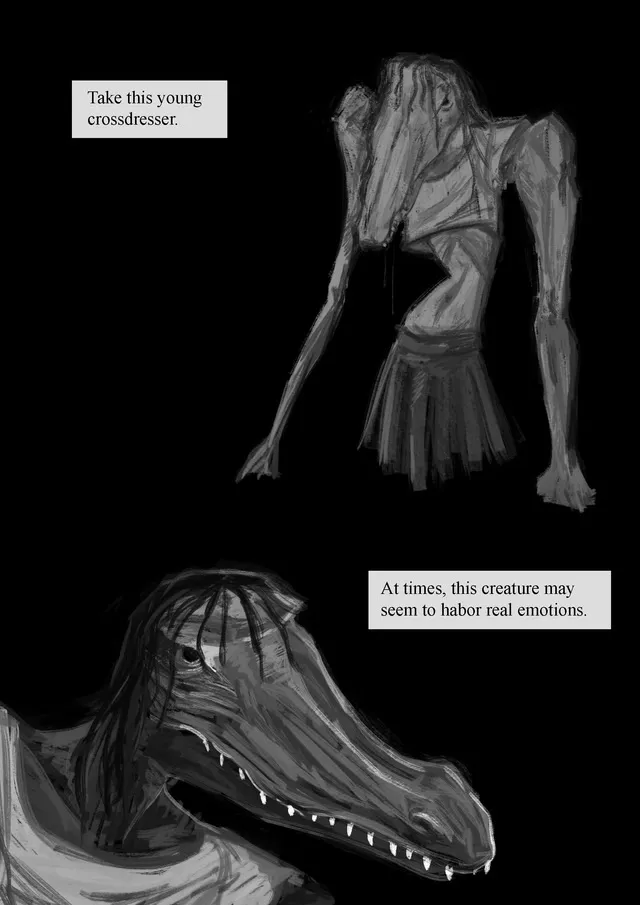 Take this young
crossdresser.
At times, this creature may
seem to habor real emotions.